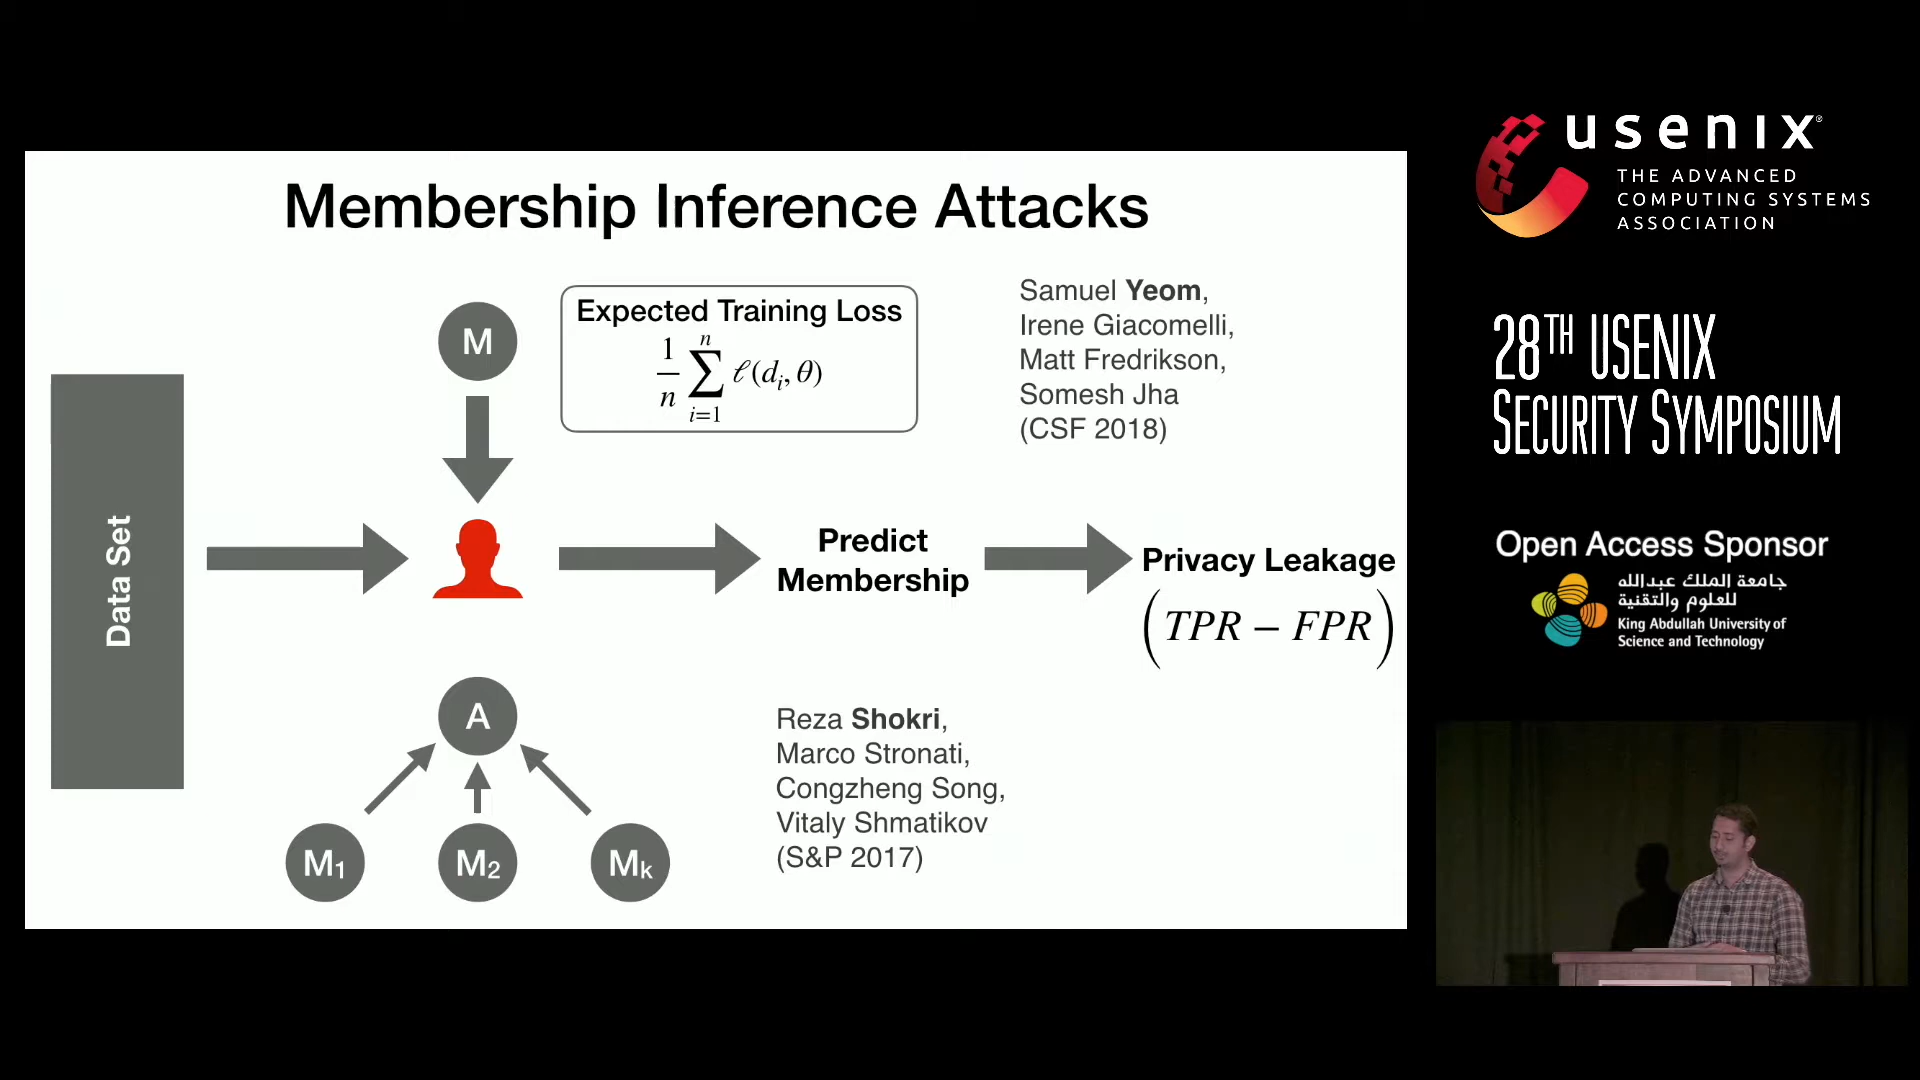 Membership Inference Attacks
Data Set
M
Expected Training Loss
1/n ∑ i=1 n ℓ(dᵢ, θ)
Samuel Yeom,
Irene Giacomelli,
Matt Fredrikson,
Somesh Jha
(CSF 2018)
Predict
Membership
Privacy Leakage
(TPR − FPR)
A
M₁
M₂
Mₖ
Reza Shokri,
Marco Stronati,
Congzheng Song,
Vitaly Shmatikov
(S&P 2017)
usenix®
THE ADVANCED
COMPUTING SYSTEMS
ASSOCIATION
28TH USENIX
SECURITY SYMPOSIUM
Open Access Sponsor
جامعة الملك عبدالله
للعلوم والتقنية
King Abdullah University of
Science and Technology